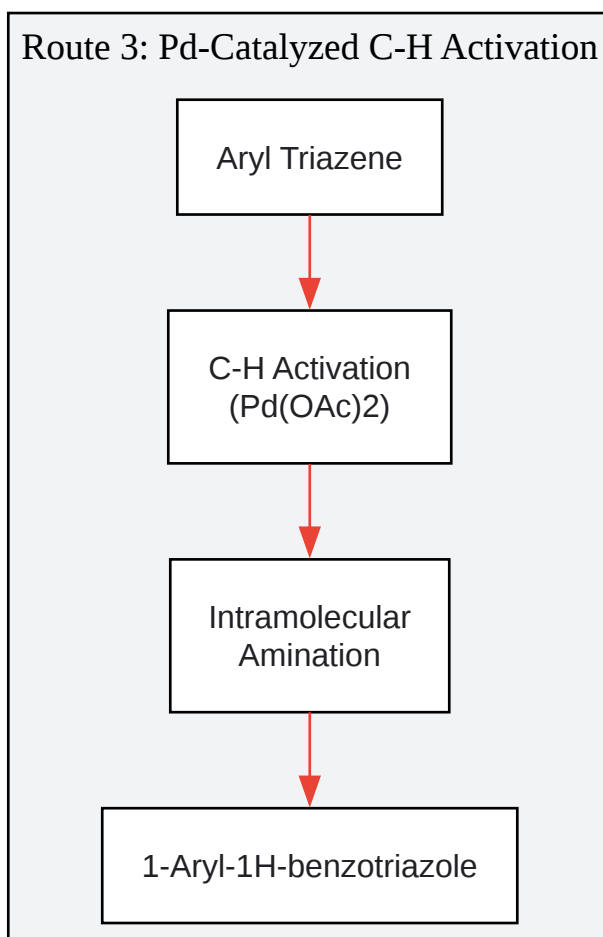 Route 3: Pd-Catalyzed C-H Activation
Aryl Triazene
C-H Activation
(Pd(OAc)2)
Intramolecular
Amination
1-Aryl-1H-benzotriazole